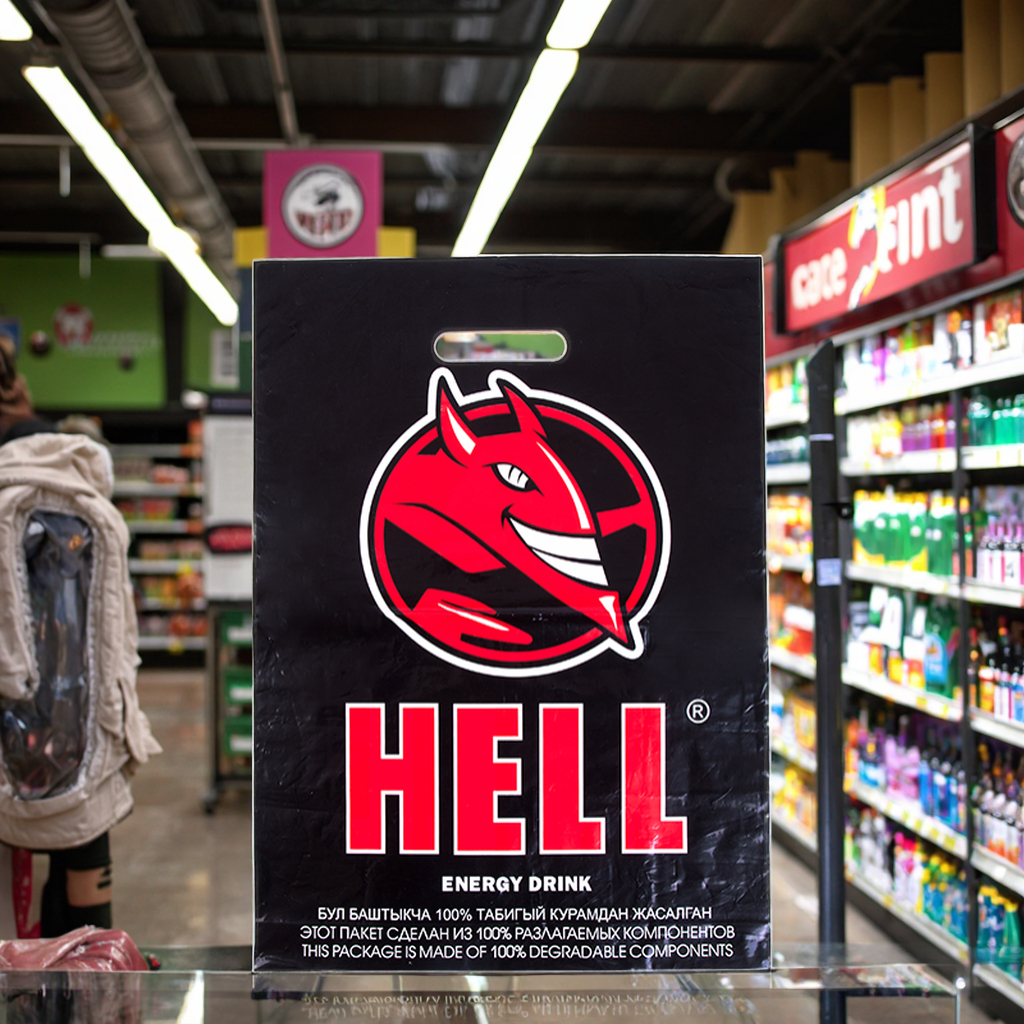 HELL®
ENERGY DRINK
БУЛ БАШТЫКЧА 100% ТАБИГЫЙ КУРАМДАН ЖАСАЛГАН
ЭТОТ ПАКЕТ СДЕЛАН ИЗ 100% РАЗЛАГАЕМЫХ КОМПОНЕНТОВ
THIS PACKAGE IS MADE OF 100% DEGRADABLE COMPONENTS